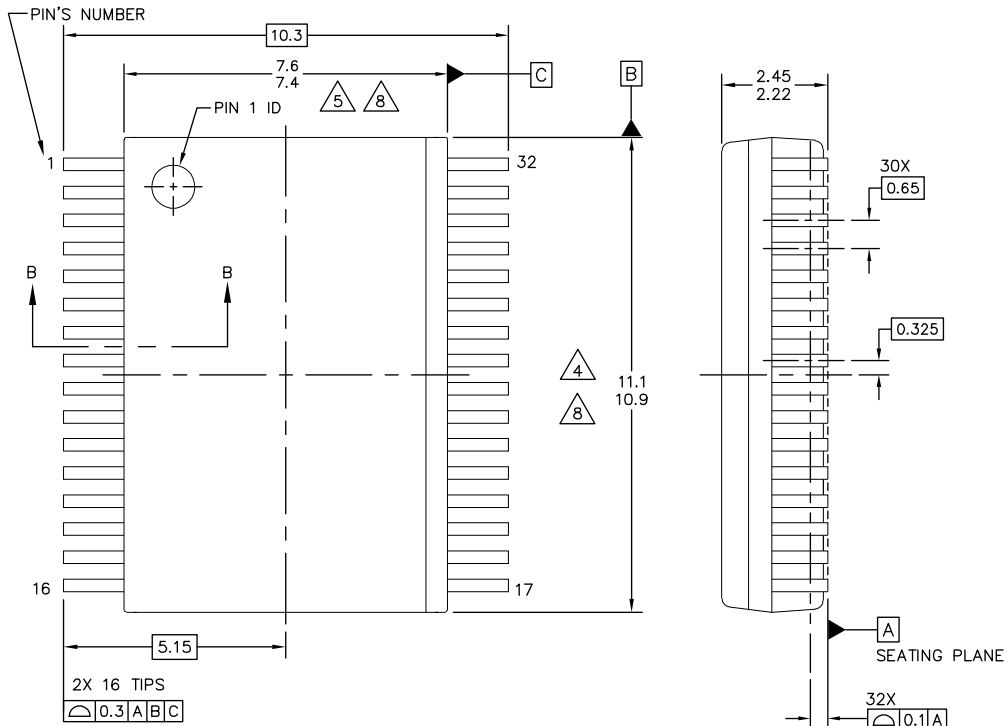 PIN'S NUMBER
10.3
7.6
7.4
5
8
C
B
2.45
2.22
PIN 1 ID
1
32
30X
0.65
B
B
0.325
4
11.1
10.9
8
16
17
5.15
A
SEATING PLANE
2X 16 TIPS
⌓ 0.3 A B C
32X
⌓ 0.1 A